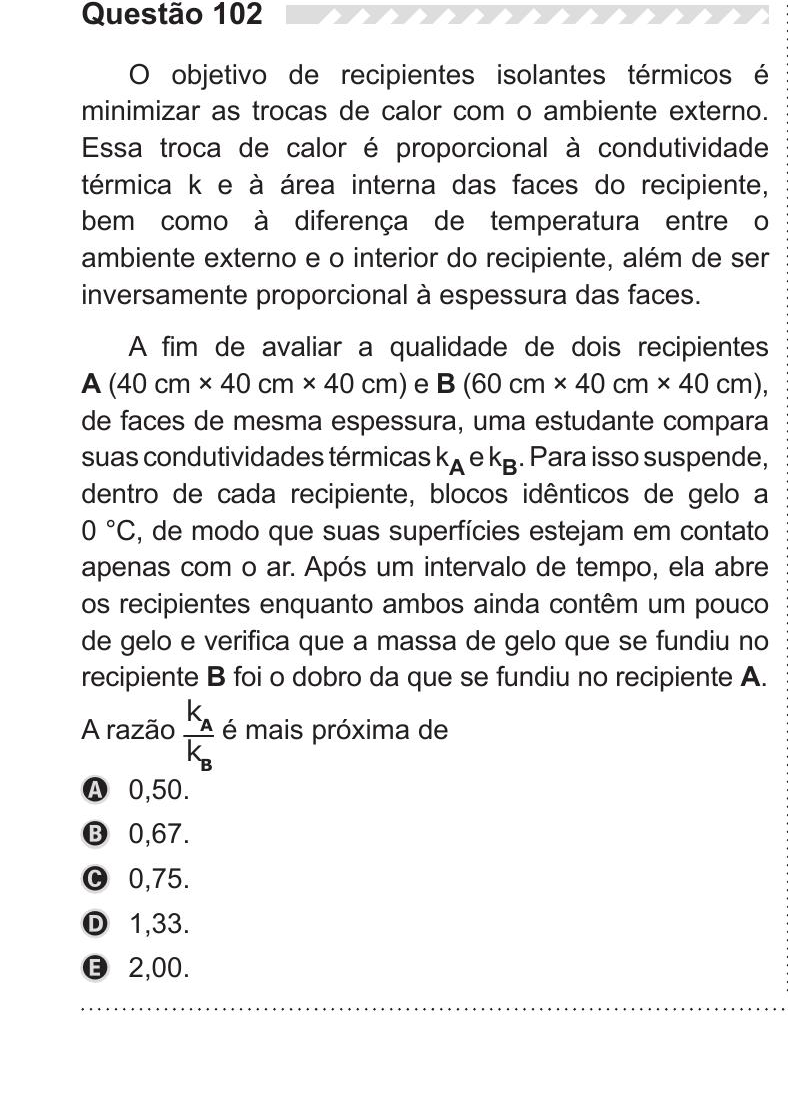 Questão 102
O objetivo de recipientes isolantes térmicos é
minimizar as trocas de calor com o ambiente externo.
Essa troca de calor é proporcional à condutividade
térmica k e à área interna das faces do recipiente,
bem como à diferença de temperatura entre o
ambiente externo e o interior do recipiente, além de ser
inversamente proporcional à espessura das faces.
A fim de avaliar a qualidade de dois recipientes
A (40 cm × 40 cm × 40 cm) e B (60 cm × 40 cm × 40 cm),
de faces de mesma espessura, uma estudante compara
suas condutividades térmicas kA e kB. Para isso suspende,
dentro de cada recipiente, blocos idênticos de gelo a
0 °C, de modo que suas superfícies estejam em contato
apenas com o ar. Após um intervalo de tempo, ela abre
os recipientes enquanto ambos ainda contêm um pouco
de gelo e verifica que a massa de gelo que se fundiu no
recipiente B foi o dobro da que se fundiu no recipiente A.
A razão kA/kB é mais próxima de
A 0,50.
B 0,67.
C 0,75.
D 1,33.
E 2,00.